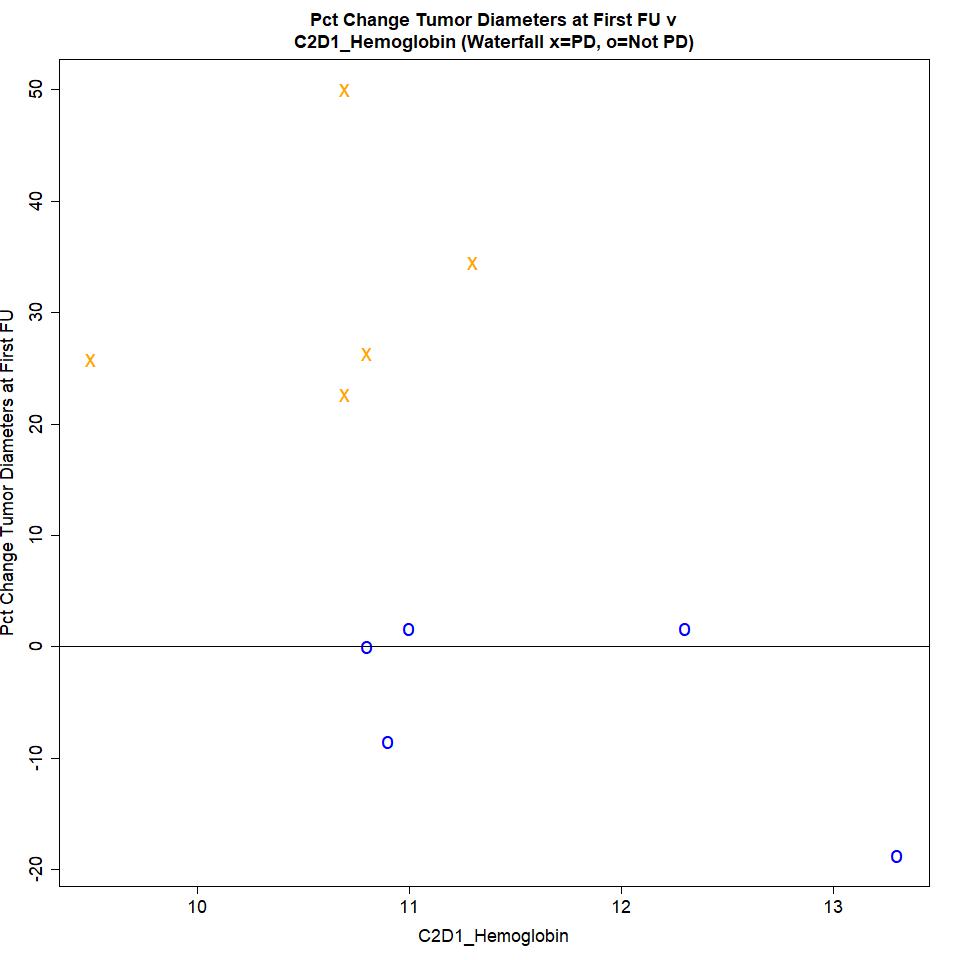 Pct Change Tumor Diameters at First FU v
C2D1_Hemoglobin (Waterfall x=PD, o=Not PD)
Pct Change Tumor Diameters at First FU
50
40
30
20
10
0
-10
-20
X
X
X
X
X
O
O
O
O
O
10 11 12 13
C2D1_Hemoglobin